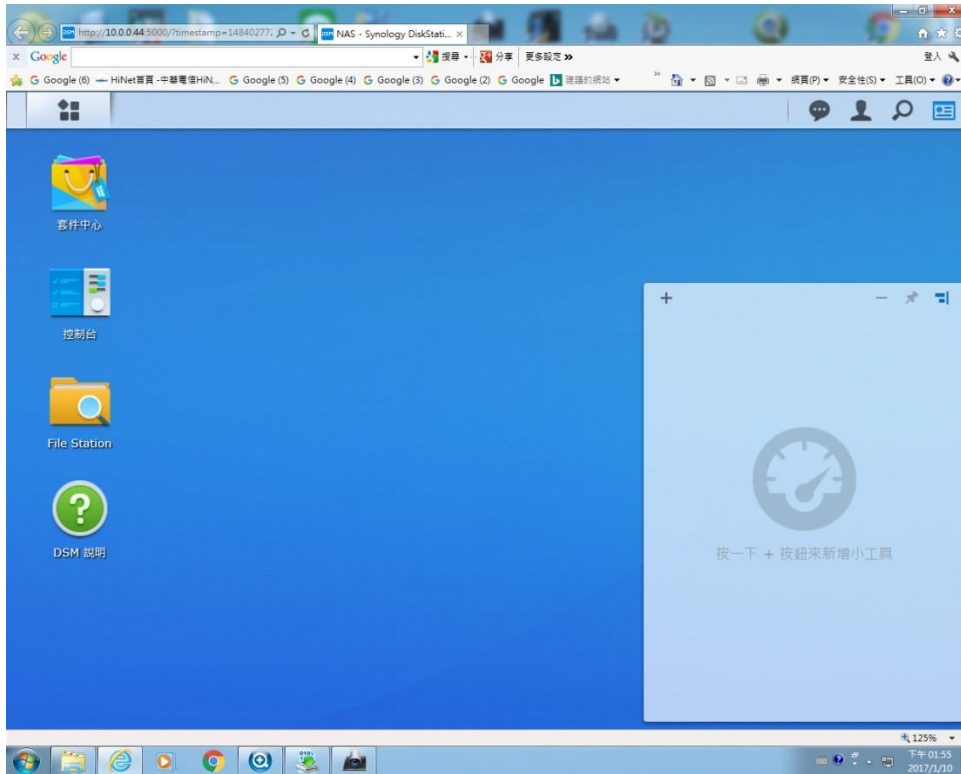 http://10.0.0.44:5000/?timestamp=148402772
NAS - Synology DiskStati...
Google
搜尋
分享
更多設定 »
登入
Google (6)
HiNet首頁 -中華電信HiN...
Google (5)
Google (4)
Google (3)
Google (2)
Google
建議的網站
»
網頁(P)
安全性(S)
工具(O)
套件中心
控制台
File Station
DSM 說明
按一下 + 按鈕來新增小工具
125%
下午 01:55
2017/1/10